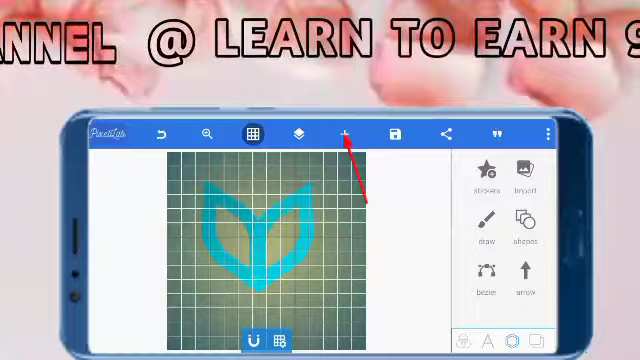 ANNEL @ LEARN TO EARN S
PixelLab
stickers import
draw shapes
bezier arrow